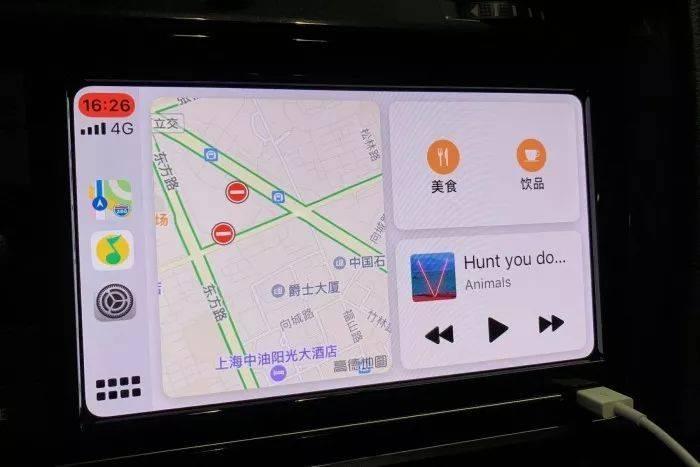 16:26
4G
立交
松林路
东方路
美食
饮品
场
向城
中国石
Hunt you do...
Animals
爵士大厦
东方路
向城路
福山路
竹林
上海中油阳光大酒店
高德地图